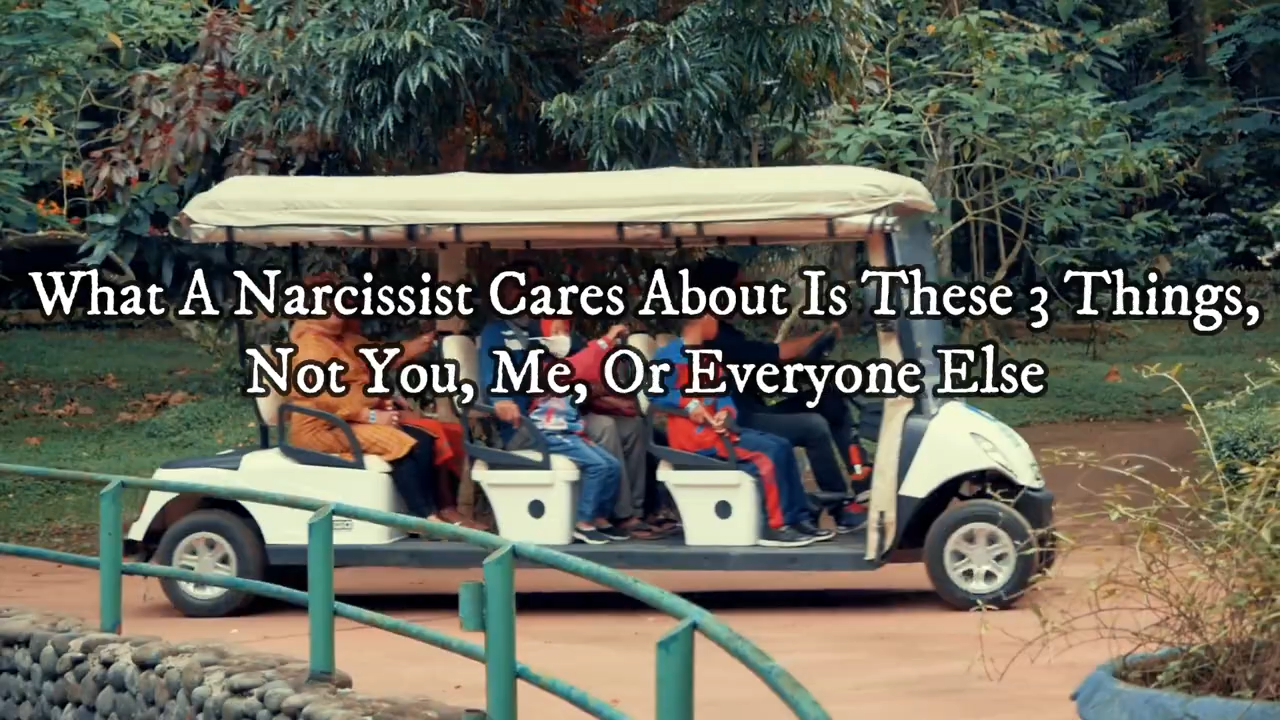 What A Narcissist Cares About Is These 3 Things,
Not You, Me, Or Everyone Else